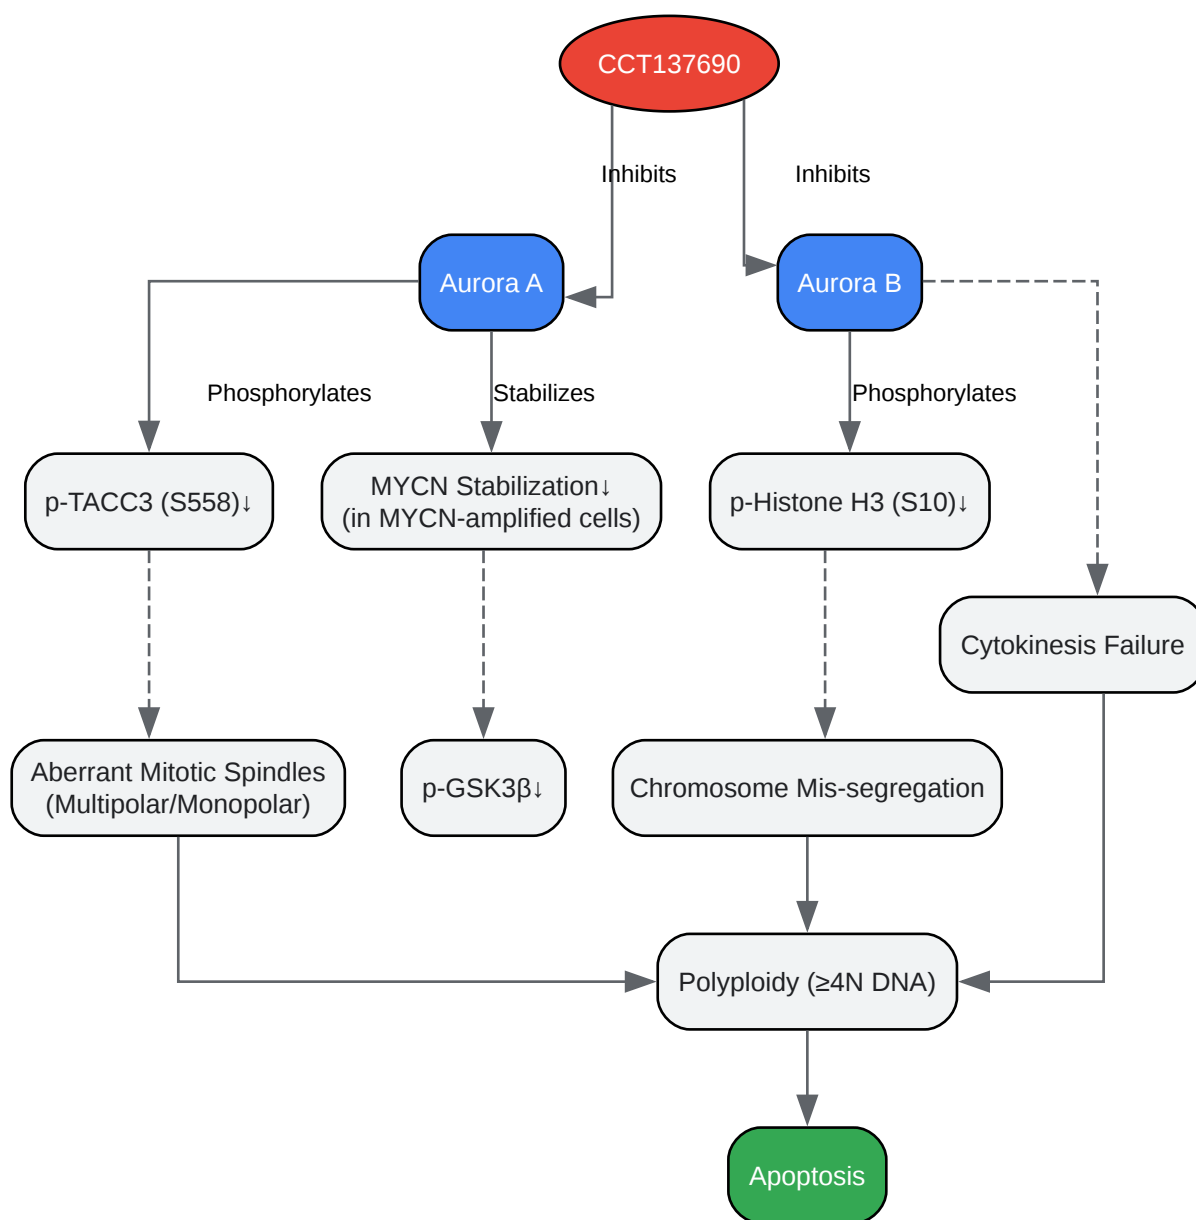 CCT137690
Inhibits
Inhibits
Aurora A
Aurora B
Phosphorylates
Stabilizes
Phosphorylates
p-TACC3 (S558)↓
MYCN Stabilization↓
(in MYCN-amplified cells)
p-Histone H3 (S10)↓
Cytokinesis Failure
Aberrant Mitotic Spindles
(Multipolar/Monopolar)
p-GSK3β↓
Chromosome Mis-segregation
Polyploidy (≥4N DNA)
Apoptosis